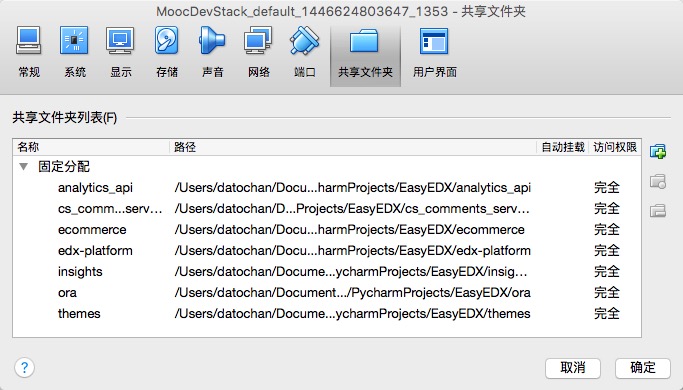 MoocDevStack_default_1446624803647_1353 - 共享文件夹
常规 系统 显示 存储 声音 网络 端口 共享文件夹 用户界面
共享文件夹列表(F)
名称 路径 自动挂载 访问权限
固定分配
analytics_api /Users/datochan/Docu...harmProjects/EasyEDX/analytics_api 完全
cs_comm...serv... /Users/datochan/D...Projects/EasyEDX/cs_comments_serv... 完全
ecommerce /Users/datochan/Docu...harmProjects/EasyEDX/ecommerce 完全
edx-platform /Users/datochan/Docu...harmProjects/EasyEDX/edx-platform 完全
insights /Users/datochan/Docume...ycharmProjects/EasyEDX/insig... 完全
ora /Users/datochan/Document.../PycharmProjects/EasyEDX/ora 完全
themes /Users/datochan/Docume...ycharmProjects/EasyEDX/themes 完全
? 取消 确定